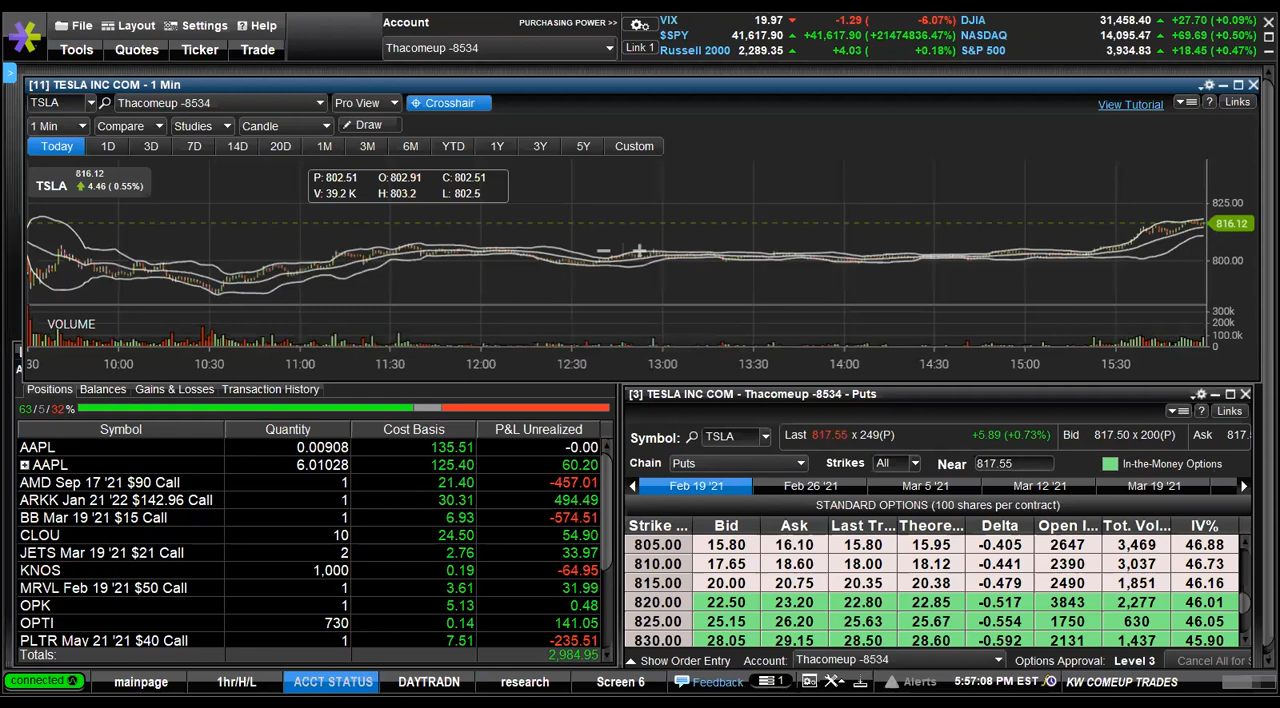 File Layout Settings Help
Tools Quotes Ticker Trade
Account PURCHASING POWER >>
Thacomeup -8534
Link 1
VIX 19.97 -1.29 ( -6.07%) DJIA 31,458.40 +27.70 (+0.09%)
$SPY 41,617.90 +41,617.90 (+21474836.47%) NASDAQ 14,095.47 +69.69 (+0.50%)
Russell 2000 2,289.35 +4.03 ( +0.18%) S&P 500 3,934.83 +18.45 (+0.47%)
[11] TESLA INC COM - 1 Min
TSLA Thacomeup -8534 Pro View Crosshair View Tutorial ? Links
1 Min Compare Studies Candle Draw
Today 1D 3D 7D 14D 20D 1M 3M 6M YTD 1Y 3Y 5Y Custom
TSLA 816.12 4.46 ( 0.55%)
P: 802.51 O: 802.91 C: 802.51
V: 39.2 K H: 803.2 L: 802.5
825.00
816.12
800.00
VOLUME
300k
200k
100k
0
30 10:00 10:30 11:00 11:30 12:00 12:30 13:00 13:30 14:00 14:30 15:00 15:30
Positions Balances Gains & Losses Transaction History
63/5/32%
Symbol Quantity Cost Basis P&L Unrealized
AAPL 0.00908 135.51 -0.00
AAPL 6.01028 125.40 60.20
AMD Sep 17 '21 $90 Call 1 21.40 -457.01
ARKK Jan 21 '22 $142.96 Call 1 30.31 494.49
BB Mar 19 '21 $15 Call 1 6.93 -574.51
CLOU 10 24.50 54.90
JETS Mar 19 '21 $21 Call 2 2.76 33.97
KNOS 1,000 0.19 -64.95
MRVL Feb 19 '21 $50 Call 1 3.61 31.99
OPK 1 5.13 0.48
OPTI 730 0.14 141.05
PLTR May 21 '21 $40 Call 1 7.51 -235.51
Totals: 2,984.95
[3] TESLA INC COM - Thacomeup -8534 - Puts
? Links
Symbol: TSLA Last 817.55 x 249(P) +5.89 (+0.73%) Bid 817.50 x 200(P) Ask 817.
Chain Puts Strikes All Near 817.55 In-the-Money Options
Feb 19 '21 Feb 26 '21 Mar 5 '21 Mar 12 '21 Mar 19 '21
STANDARD OPTIONS (100 shares per contract)
Strike ... Bid Ask Last Tr... Theore... Delta Open I... Tot. Vol... IV%
805.00 15.80 16.10 15.80 15.95 -0.405 2647 3,469 46.88
810.00 17.65 18.60 18.00 18.12 -0.441 2390 3,037 46.73
815.00 20.00 20.75 20.35 20.38 -0.479 2490 1,851 46.16
820.00 22.50 23.20 22.80 22.85 -0.517 3843 2,277 46.01
825.00 25.15 26.20 25.63 25.67 -0.554 1750 630 46.05
830.00 28.05 29.15 28.50 28.60 -0.592 2131 1,437 45.90
Show Order Entry Account: Thacomeup -8534 Options Approval: Level 3 Cancel All for S
connected mainpage 1hr/H/L ACCT STATUS DAYTRADN research Screen 6 Feedback 1 Alerts 5:57:08 PM EST KW COMEUP TRADES